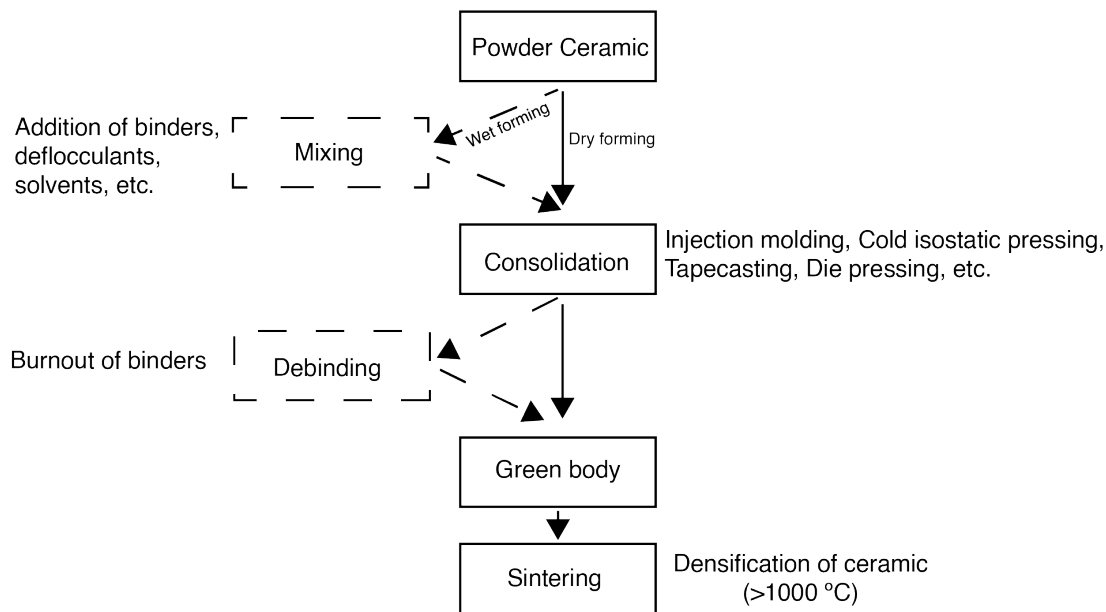 Powder Ceramic
Wet forming
Dry forming
Addition of binders,
deflocculants,
solvents, etc.
Mixing
Consolidation
Injection molding, Cold isostatic pressing,
Tapecasting, Die pressing, etc.
Burnout of binders
Debinding
Green body
Sintering
Densification of ceramic
(>1000 ºC)